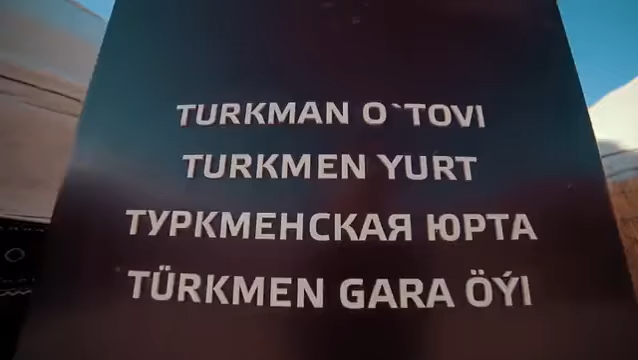 TURKMAN O`TOVI
TURKMEN YURT
ТУРКМЕНСКАЯ ЮРТА
TÜRKMEN GARA ÖÝI